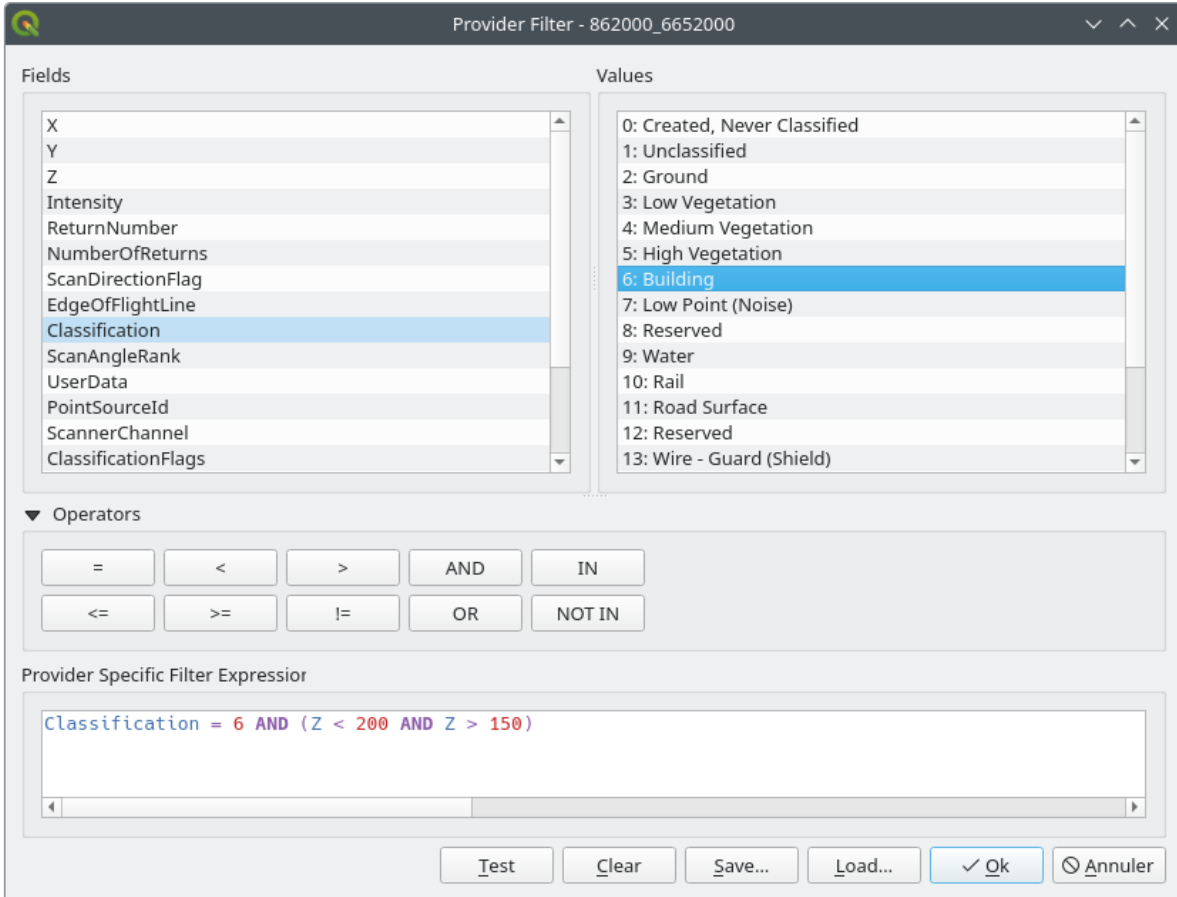 Provider Filter - 862000_6652000
Fields
Values
X
Y
Z
Intensity
ReturnNumber
NumberOfReturns
ScanDirectionFlag
EdgeOfFlightLine
Classification
ScanAngleRank
UserData
PointSourceId
ScannerChannel
ClassificationFlags
0: Created, Never Classified
1: Unclassified
2: Ground
3: Low Vegetation
4: Medium Vegetation
5: High Vegetation
6: Building
7: Low Point (Noise)
8: Reserved
9: Water
10: Rail
11: Road Surface
12: Reserved
13: Wire - Guard (Shield)
Operators
= < > AND IN
<= >= != OR NOT IN
Provider Specific Filter Expression
Classification = 6 AND (Z < 200 AND Z > 150)
Test Clear Save... Load... Ok Annuler